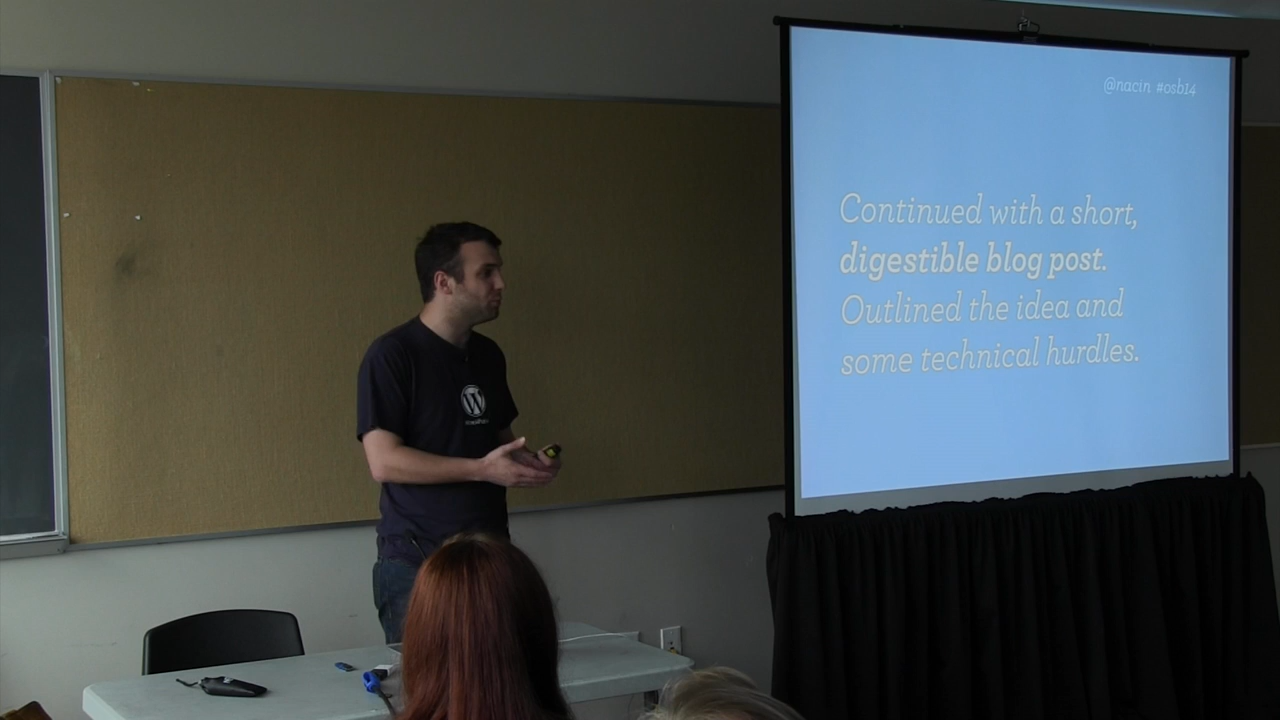 @nacin #osb14
Continued with a short,
digestible blog post.
Outlined the idea and
some technical hurdles.
W